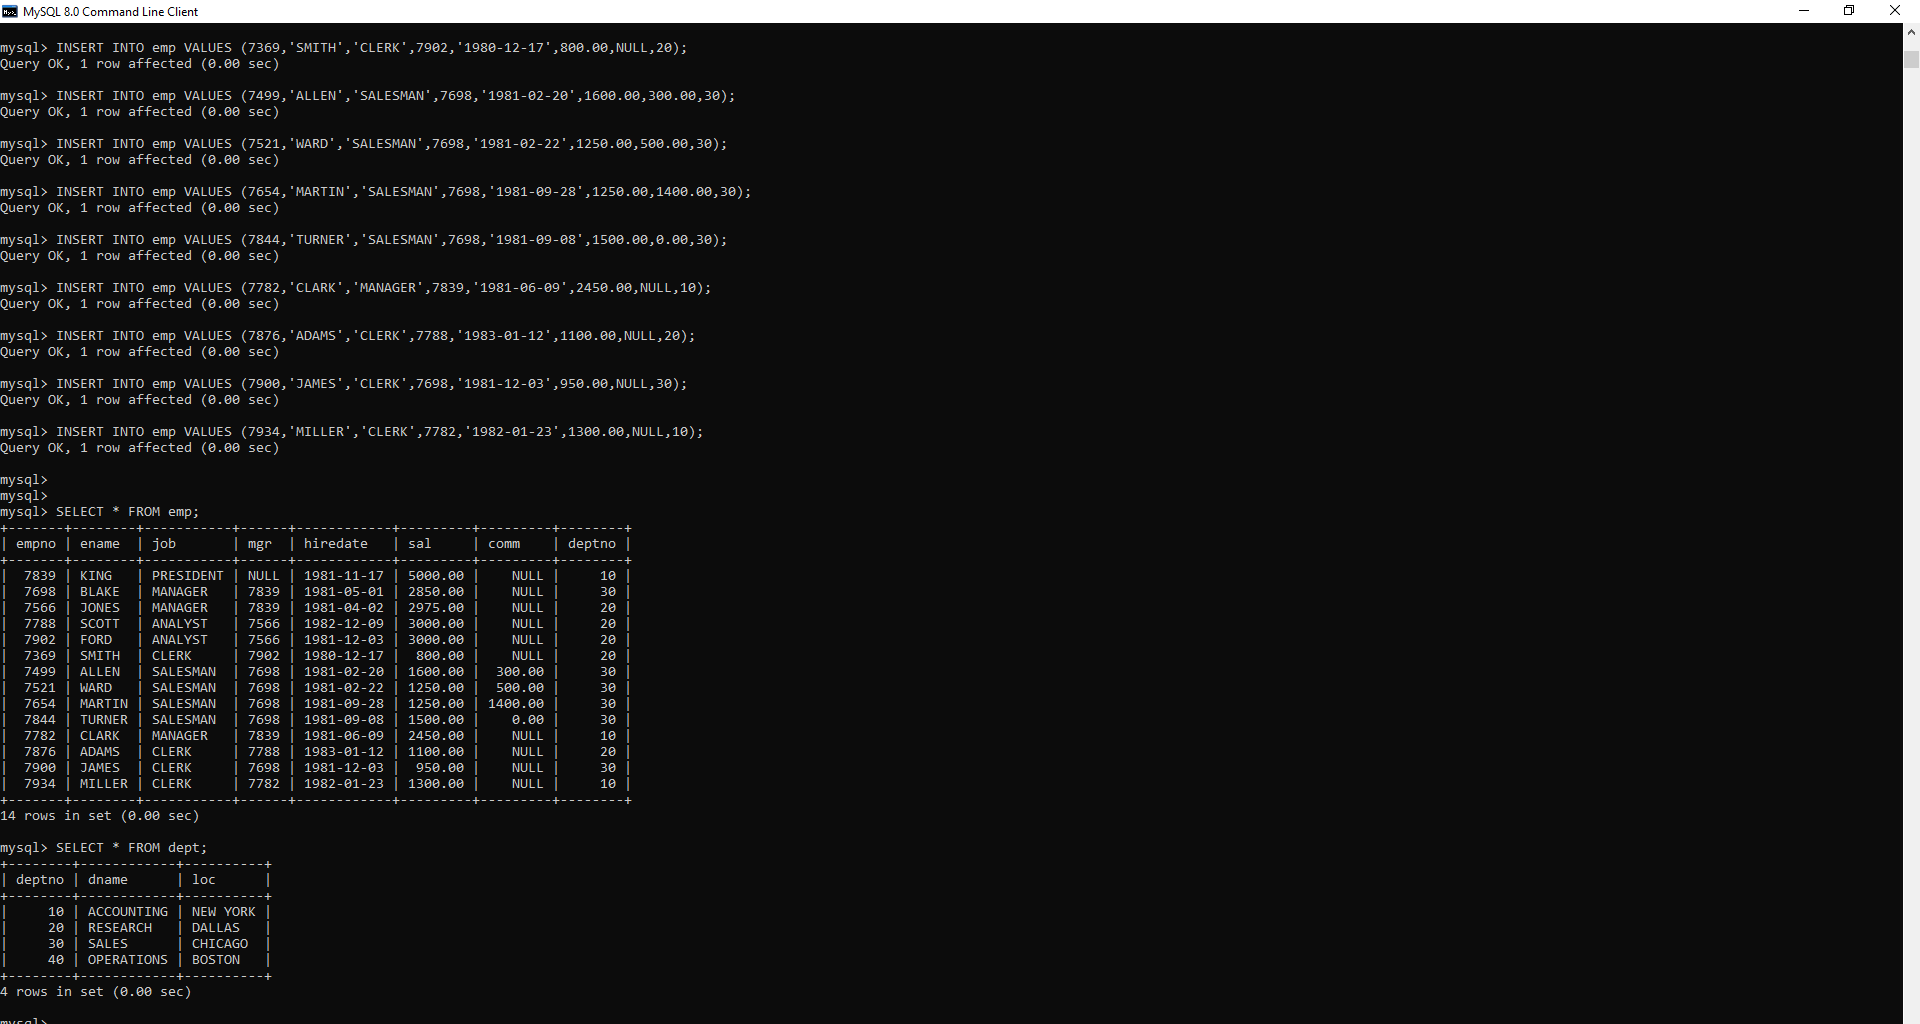 MySQL 8.0 Command Line Client
mysql> INSERT INTO emp VALUES (7369,'SMITH','CLERK',7902,'1980-12-17',800.00,NULL,20);
Query OK, 1 row affected (0.00 sec)
mysql> INSERT INTO emp VALUES (7499,'ALLEN','SALESMAN',7698,'1981-02-20',1600.00,300.00,30);
Query OK, 1 row affected (0.00 sec)
mysql> INSERT INTO emp VALUES (7521,'WARD','SALESMAN',7698,'1981-02-22',1250.00,500.00,30);
Query OK, 1 row affected (0.00 sec)
mysql> INSERT INTO emp VALUES (7654,'MARTIN','SALESMAN',7698,'1981-09-28',1250.00,1400.00,30);
Query OK, 1 row affected (0.00 sec)
mysql> INSERT INTO emp VALUES (7844,'TURNER','SALESMAN',7698,'1981-09-08',1500.00,0.00,30);
Query OK, 1 row affected (0.00 sec)
mysql> INSERT INTO emp VALUES (7782,'CLARK','MANAGER',7839,'1981-06-09',2450.00,NULL,10);
Query OK, 1 row affected (0.00 sec)
mysql> INSERT INTO emp VALUES (7876,'ADAMS','CLERK',7788,'1983-01-12',1100.00,NULL,20);
Query OK, 1 row affected (0.00 sec)
mysql> INSERT INTO emp VALUES (7900,'JAMES','CLERK',7698,'1981-12-03',950.00,NULL,30);
Query OK, 1 row affected (0.00 sec)
mysql> INSERT INTO emp VALUES (7934,'MILLER','CLERK',7782,'1982-01-23',1300.00,NULL,10);
Query OK, 1 row affected (0.00 sec)
mysql>
mysql>
mysql> SELECT * FROM emp;
+-------+--------+-----------+------+------------+---------+---------+--------+
| empno | ename  | job       | mgr  | hiredate   | sal     | comm    | deptno |
+-------+--------+-----------+------+------------+---------+---------+--------+
|  7839 | KING   | PRESIDENT | NULL | 1981-11-17 | 5000.00 |    NULL |     10 |
|  7698 | BLAKE  | MANAGER   | 7839 | 1981-05-01 | 2850.00 |    NULL |     30 |
|  7566 | JONES  | MANAGER   | 7839 | 1981-04-02 | 2975.00 |    NULL |     20 |
|  7788 | SCOTT  | ANALYST   | 7566 | 1982-12-09 | 3000.00 |    NULL |     20 |
|  7902 | FORD   | ANALYST   | 7566 | 1981-12-03 | 3000.00 |    NULL |     20 |
|  7369 | SMITH  | CLERK     | 7902 | 1980-12-17 |  800.00 |    NULL |     20 |
|  7499 | ALLEN  | SALESMAN  | 7698 | 1981-02-20 | 1600.00 |  300.00 |     30 |
|  7521 | WARD   | SALESMAN  | 7698 | 1981-02-22 | 1250.00 |  500.00 |     30 |
|  7654 | MARTIN | SALESMAN  | 7698 | 1981-09-28 | 1250.00 | 1400.00 |     30 |
|  7844 | TURNER | SALESMAN  | 7698 | 1981-09-08 | 1500.00 |    0.00 |     30 |
|  7782 | CLARK  | MANAGER   | 7839 | 1981-06-09 | 2450.00 |    NULL |     10 |
|  7876 | ADAMS  | CLERK     | 7788 | 1983-01-12 | 1100.00 |    NULL |     20 |
|  7900 | JAMES  | CLERK     | 7698 | 1981-12-03 |  950.00 |    NULL |     30 |
|  7934 | MILLER | CLERK     | 7782 | 1982-01-23 | 1300.00 |    NULL |     10 |
+-------+--------+-----------+------+------------+---------+---------+--------+
14 rows in set (0.00 sec)
mysql> SELECT * FROM dept;
+--------+------------+----------+
| deptno | dname      | loc      |
+--------+------------+----------+
|     10 | ACCOUNTING | NEW YORK |
|     20 | RESEARCH   | DALLAS   |
|     30 | SALES      | CHICAGO  |
|     40 | OPERATIONS | BOSTON   |
+--------+------------+----------+
4 rows in set (0.00 sec)
mysql>